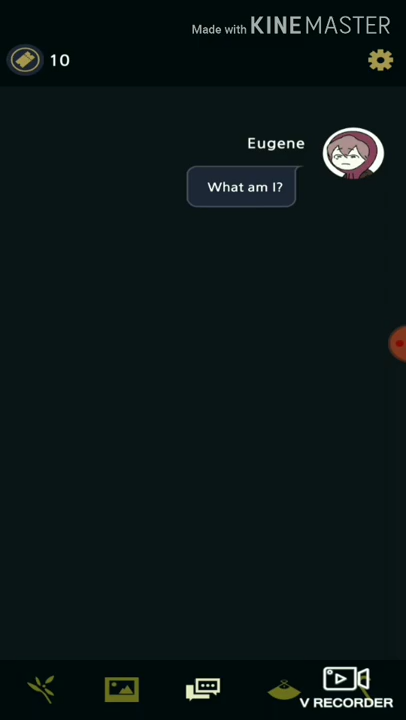 Made with KINEMASTER
10
Eugene
What am I?
V RECORDER